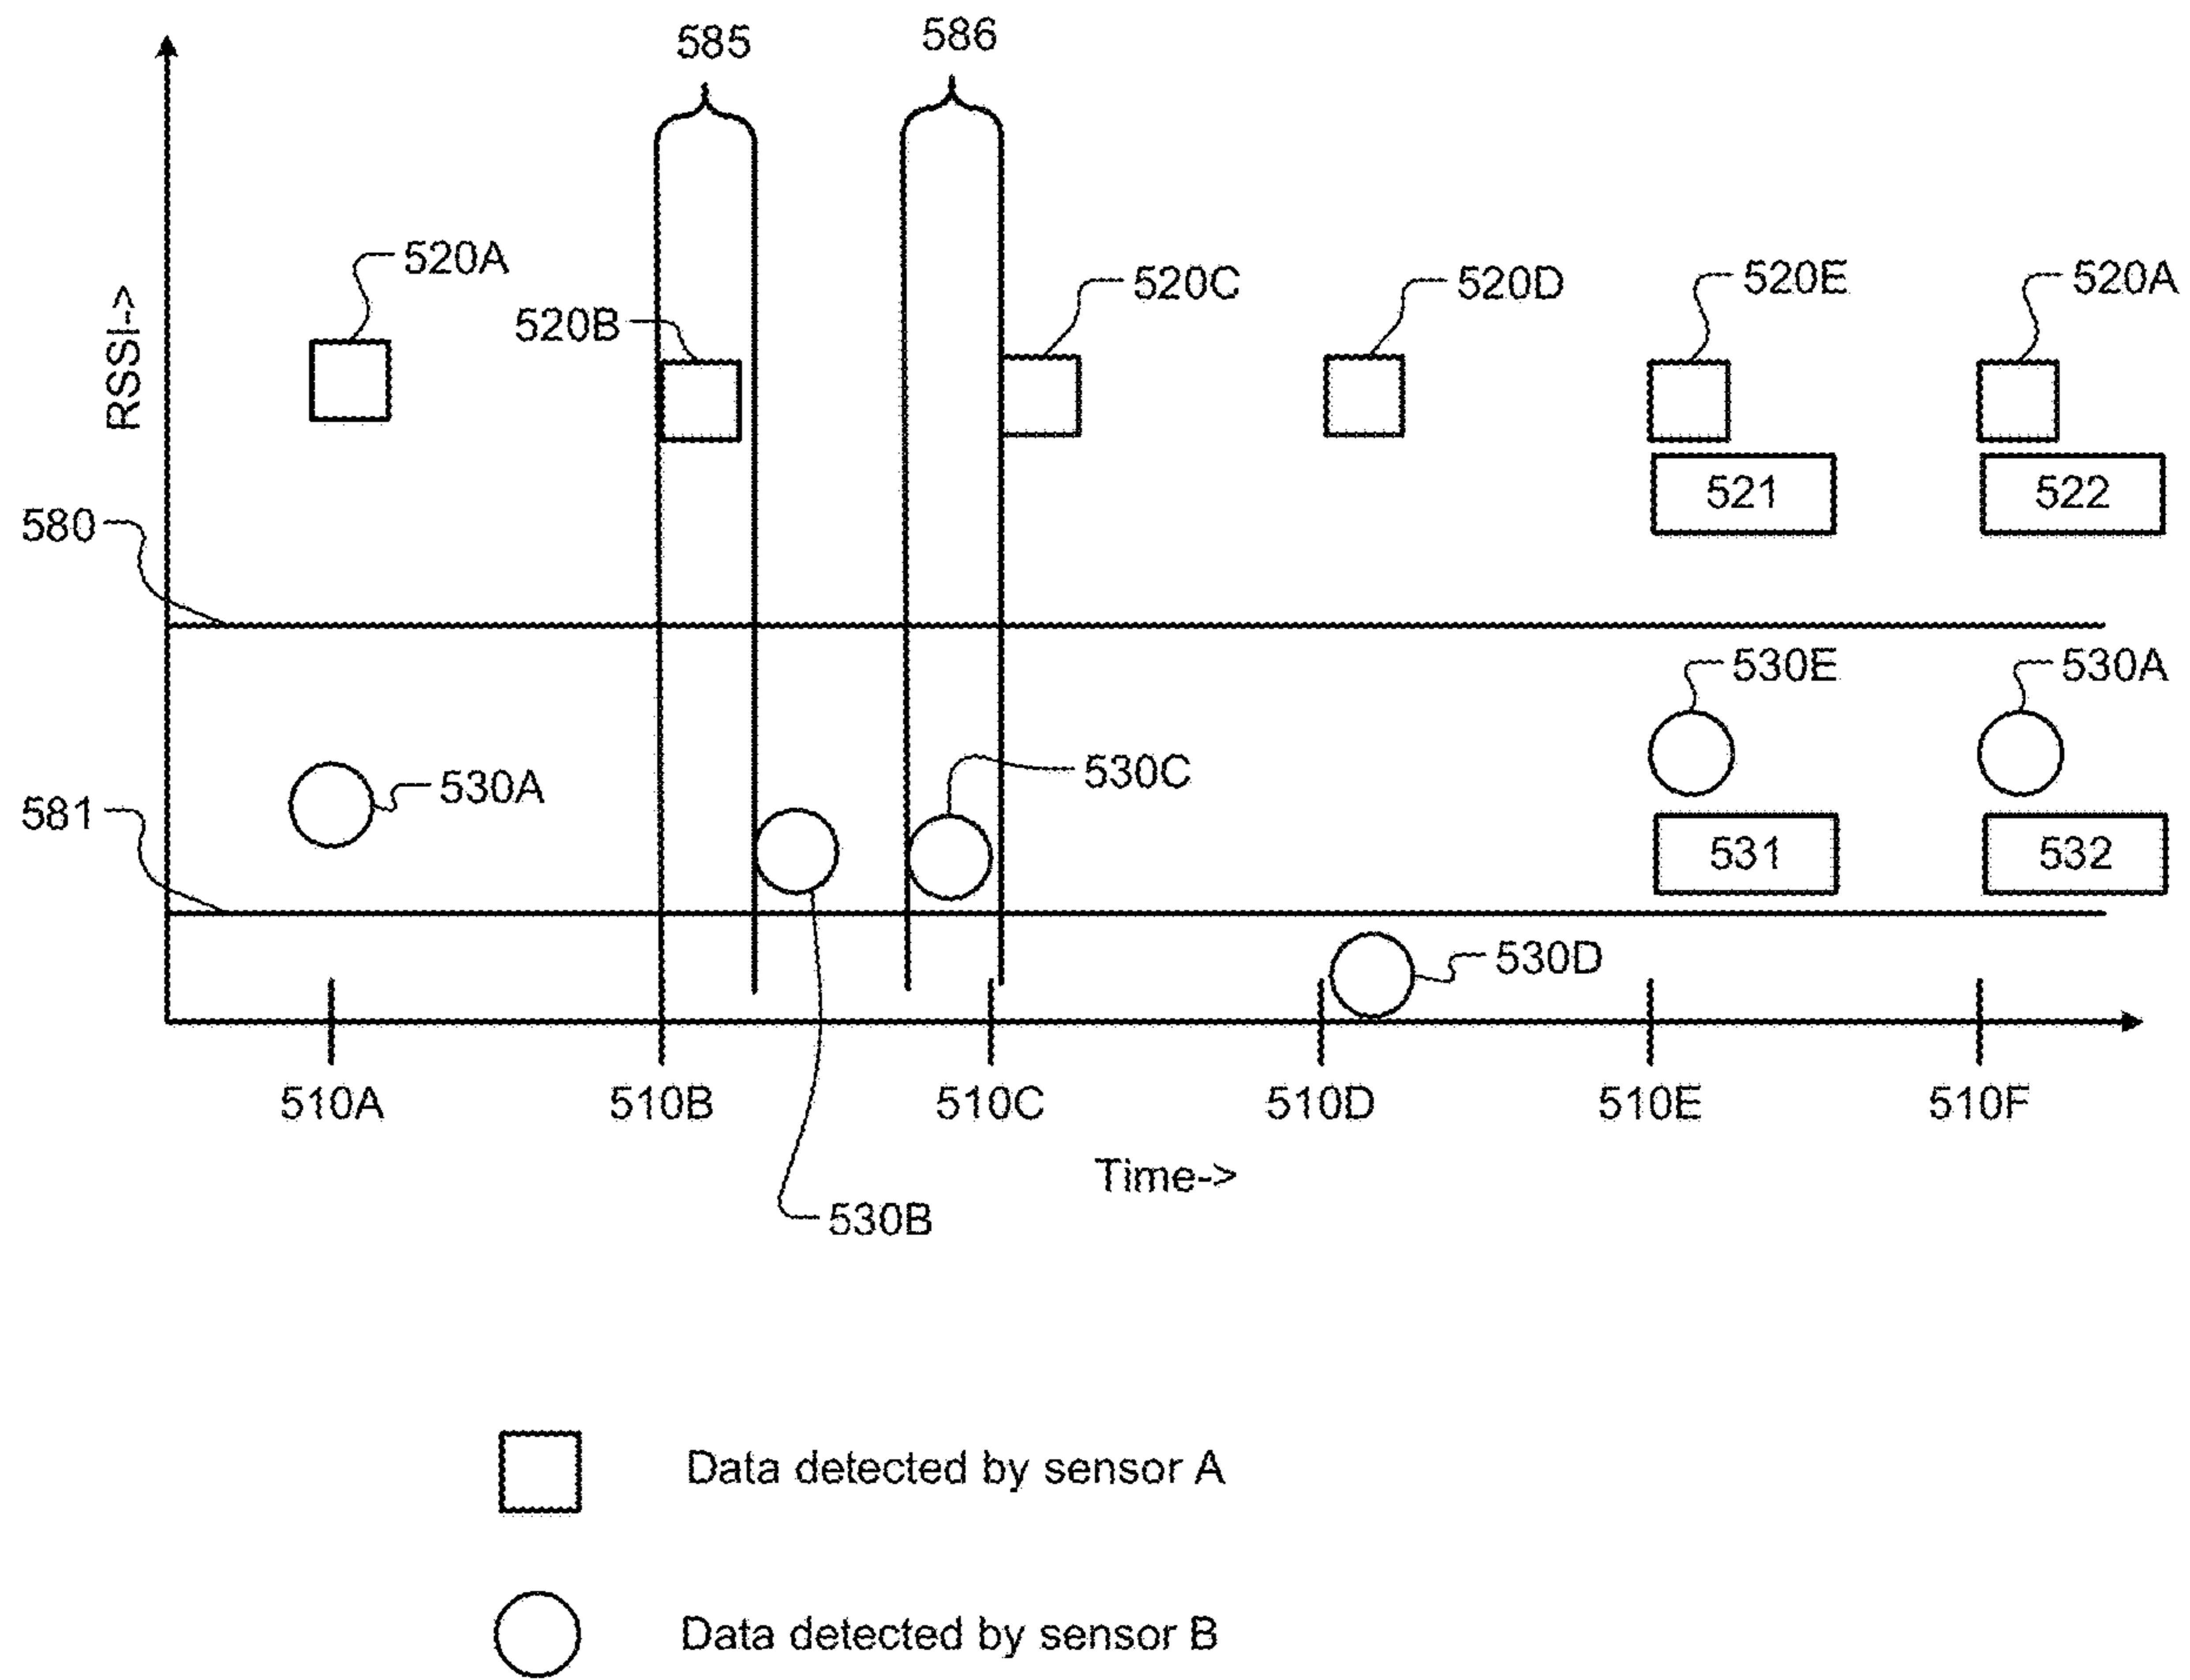 585
586
520A
520B
520C
520D
520E
520A
RSSI->
521
522
580
530E
530A
530A
530C
581
531
532
530D
510A
510B
510C
510D
510E
510F
Time->
530B
Data detected by sensor A
Data detected by sensor B